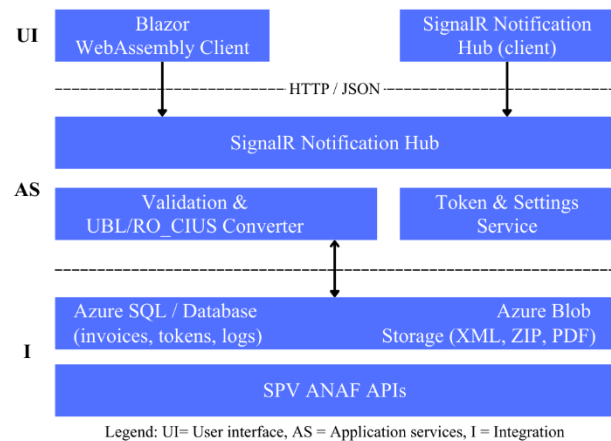 UI
Blazor
WebAssembly Client
SignalR Notification
Hub (client)
HTTP / JSON
SignalR Notification Hub
AS
Validation &
UBL/RO_CIUS Converter
Token & Settings
Service
Azure SQL / Database
(invoices, tokens, logs)
Azure Blob
Storage (XML, ZIP, PDF)
I
SPV ANAF APIs
Legend: UI= User interface, AS = Application services, I = Integration